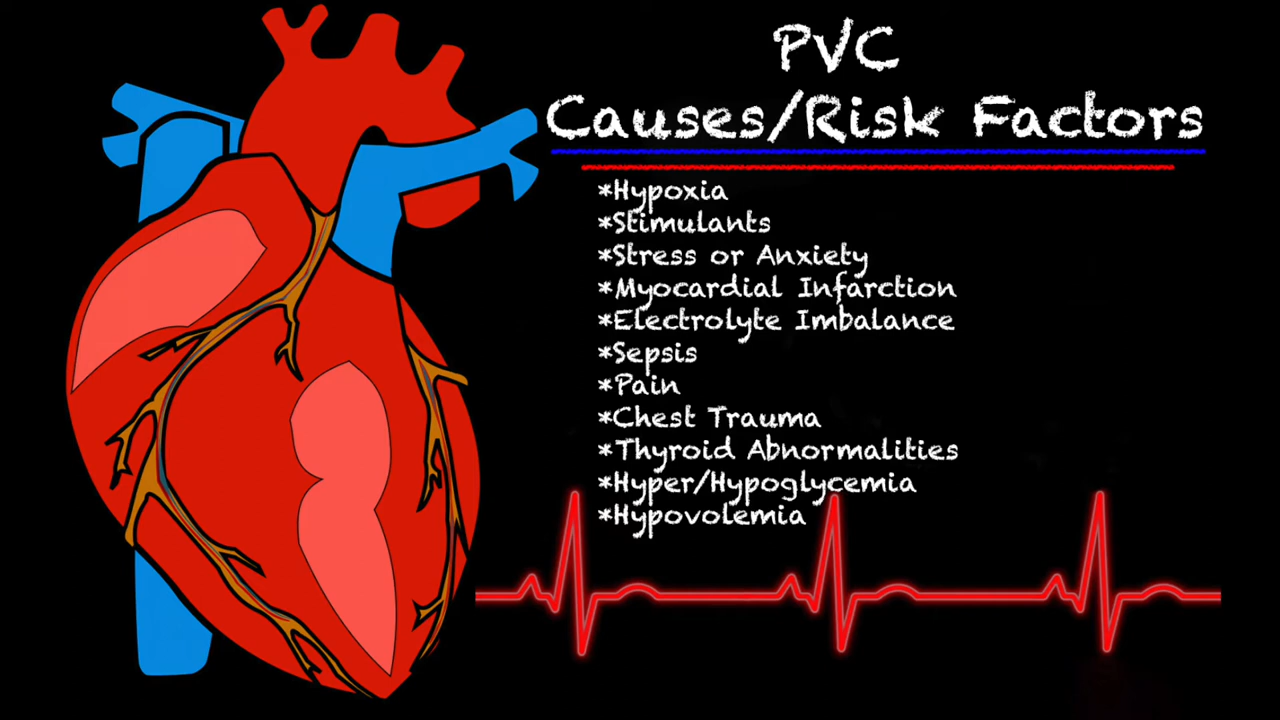 PVC
Causes/Risk Factors
*Hypoxia
*Stimulants
*Stress or Anxiety
*Myocardial Infarction
*Electrolyte Imbalance
*Sepsis
*Pain
*Chest Trauma
*Thyroid Abnormalities
*Hyper/Hypoglycemia
*Hypovolemia